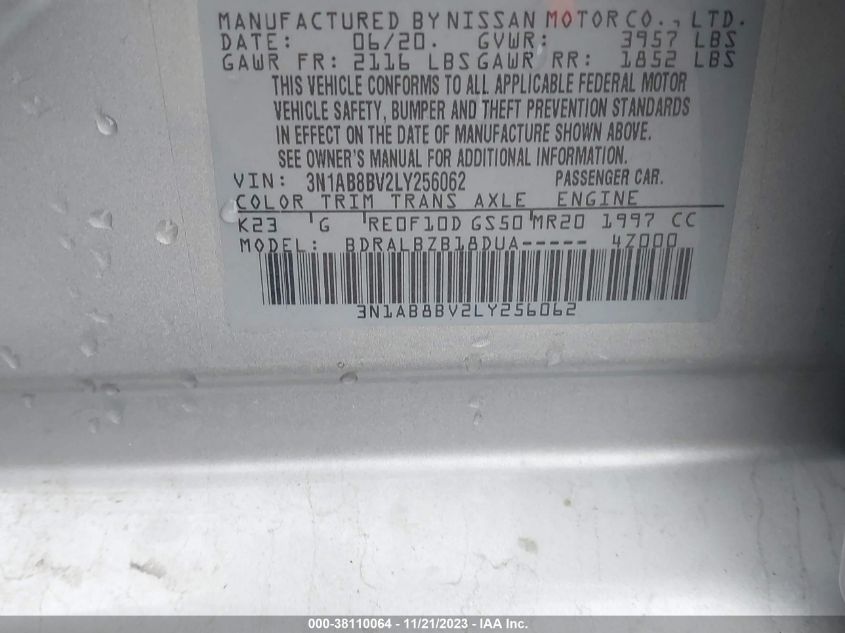 MANUFACTURED BY NISSAN MOTOR CO., LTD.
DATE: 06/20. GVWR: 3957 LBS
GAWR FR: 2116 LBS GAWR RR: 1852 LBS
THIS VEHICLE CONFORMS TO ALL APPLICABLE FEDERAL MOTOR
VEHICLE SAFETY, BUMPER AND THEFT PREVENTION STANDARDS
IN EFFECT ON THE DATE OF MANUFACTURE SHOWN ABOVE.
SEE OWNER'S MANUAL FOR ADDITIONAL INFORMATION.
VIN: 3N1AB8BV2LY256062 PASSENGER CAR.
COLOR TRIM TRANS AXLE ENGINE
K23 G RE0F10D GS50 MR20 1997 CC
MODEL: BDRALBZB18DUA----- 4Z000
3N1AB8BV2LY256062
000-38110064 - 11/21/2023 - IAA Inc.